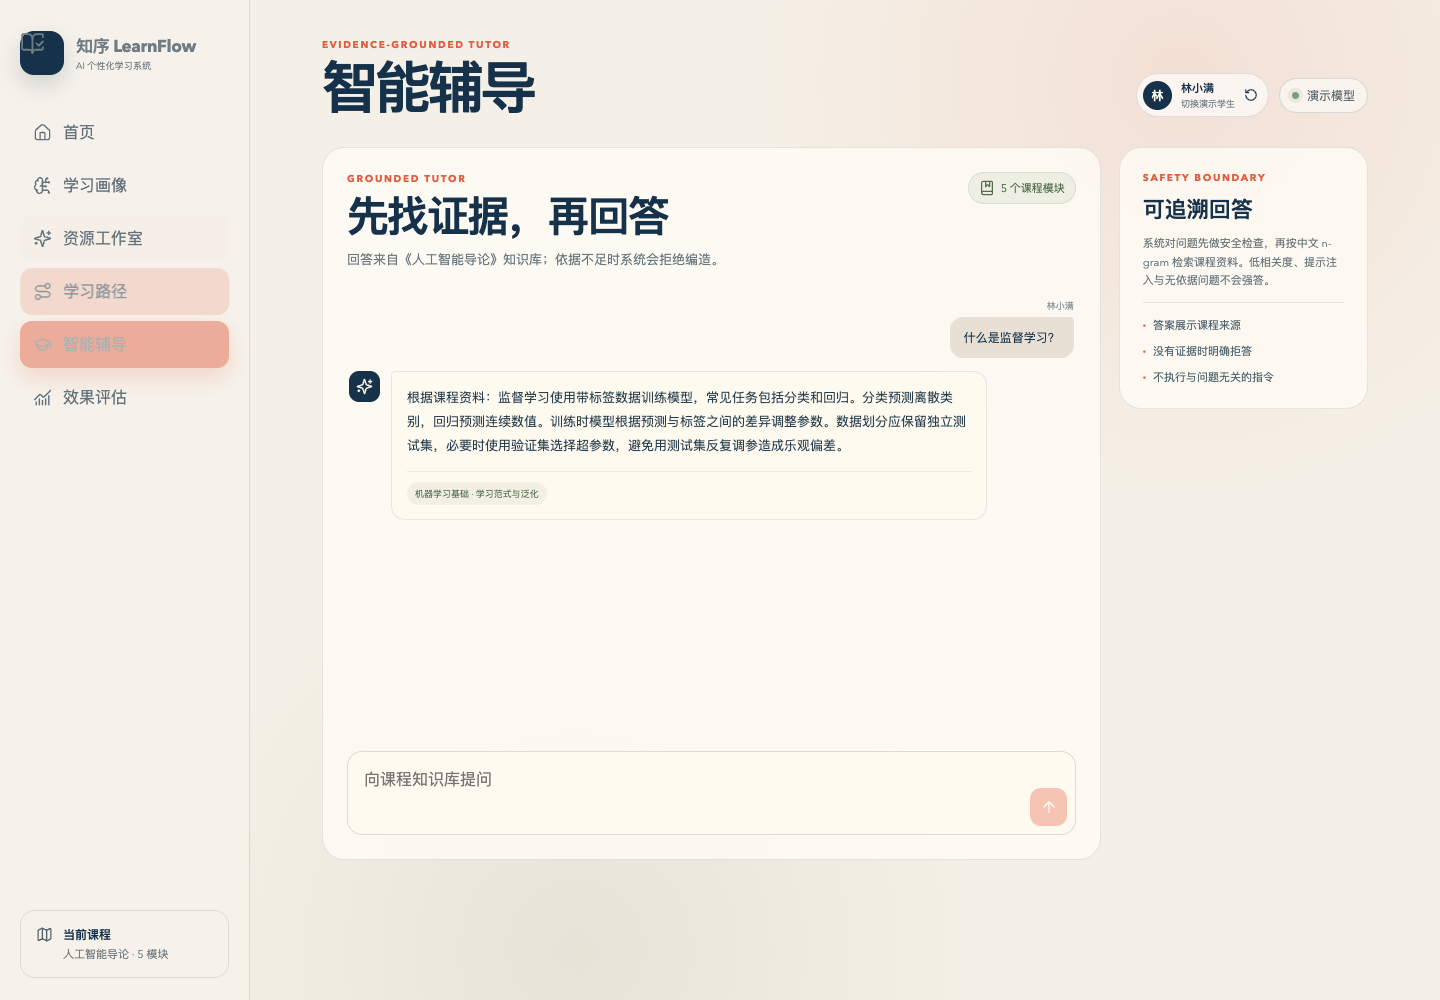 知序 LearnFlow
AI 个性化学习系统
首页
学习画像
资源工作室
学习路径
智能辅导
效果评估
当前课程
人工智能导论 · 5 模块
EVIDENCE-GROUNDED TUTOR
智能辅导
林
林小满
切换演示学生
演示模型
GROUNDED TUTOR
先找证据，再回答
回答来自《人工智能导论》知识库；依据不足时系统会拒绝编造。
5 个课程模块
林小满
什么是监督学习？
根据课程资料：监督学习使用带标签数据训练模型，常见任务包括分类和回归。分类预测离散类
别，回归预测连续数值。训练时模型根据预测与标签之间的差异调整参数。数据划分应保留独立测
试集，必要时使用验证集选择超参数，避免用测试集反复调参造成乐观偏差。
机器学习基础 · 学习范式与泛化
向课程知识库提问
SAFETY BOUNDARY
可追溯回答
系统对问题先做安全检查，再按中文 n-
gram 检索课程资料。低相关度、提示注
入与无依据问题不会强答。
• 答案展示课程来源
• 没有证据时明确拒答
• 不执行与问题无关的指令